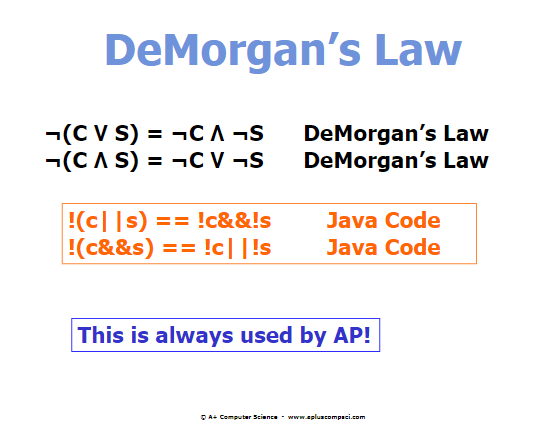 DeMorgan’s Law
¬(C V S) = ¬C Λ ¬S DeMorgan’s Law
¬(C Λ S) = ¬C V ¬S DeMorgan’s Law
!(c||s) == !c&&!s Java Code
!(c&&s) == !c||!s Java Code
This is always used by AP!
© A+ Computer Science - www.apluscompsci.com